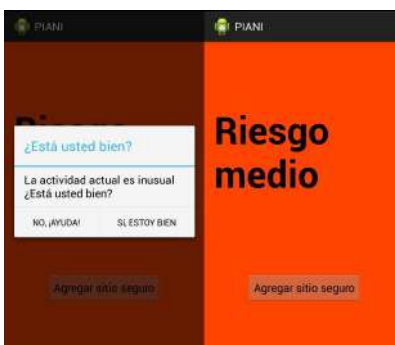 PIANI
Riesgo
¿Está usted bien?
La actividad actual es inusual
¿Está usted bien?
NO, ¡AYUDA!
SI, ESTOY BIEN
Agregar sitio seguro
PIANI
Riesgo
medio
Agregar sitio seguro